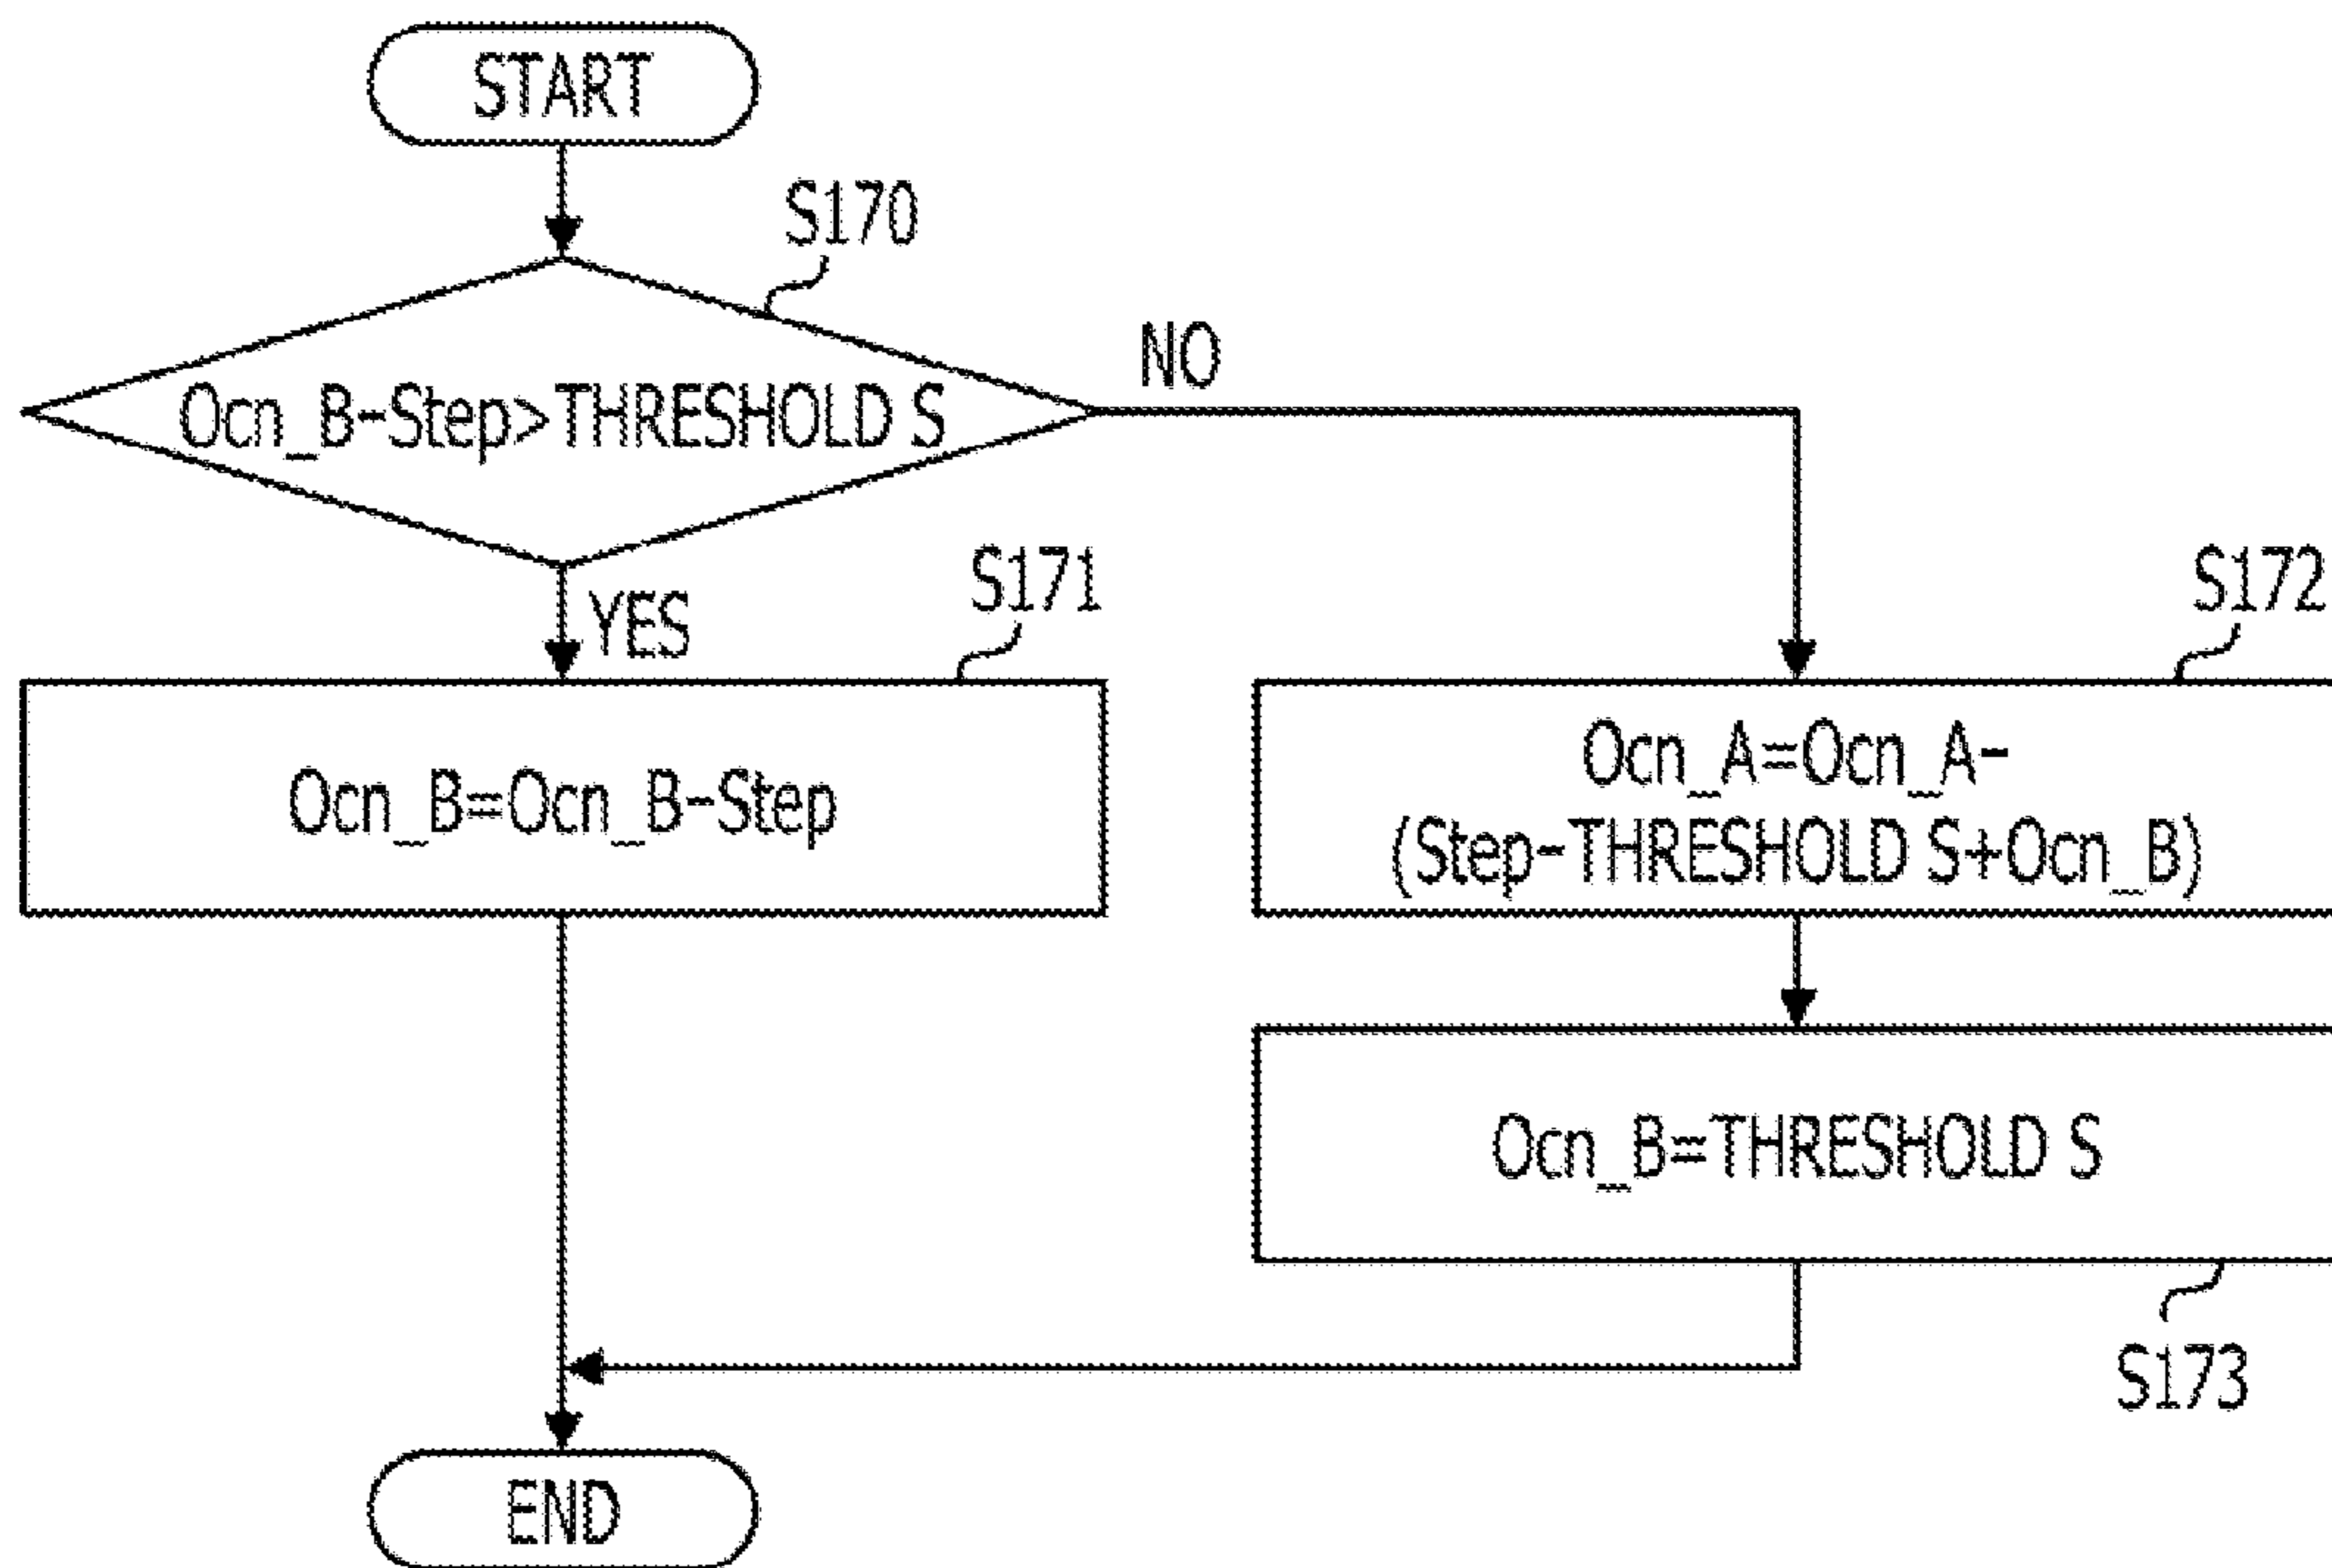 START
S170
Ocn_B-Step>THRESHOLD S
NO
YES
S171
Ocn_B=Ocn_B-Step
S172
Ocn_A=Ocn_A-
(Step-THRESHOLD S+Ocn_B)
Ocn_B=THRESHOLD S
S173
END